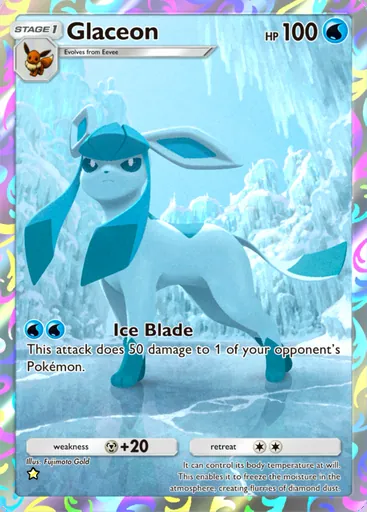 STAGE 1 Glaceon HP 100
Evolves from Eevee
Ice Blade
This attack does 50 damage to 1 of your opponent's
Pokémon.
weakness +20 retreat
Illus. Fujimoto Gold
It can control its body temperature at will.
This enables it to freeze the moisture in the
atmosphere, creating flurries of diamond dust.